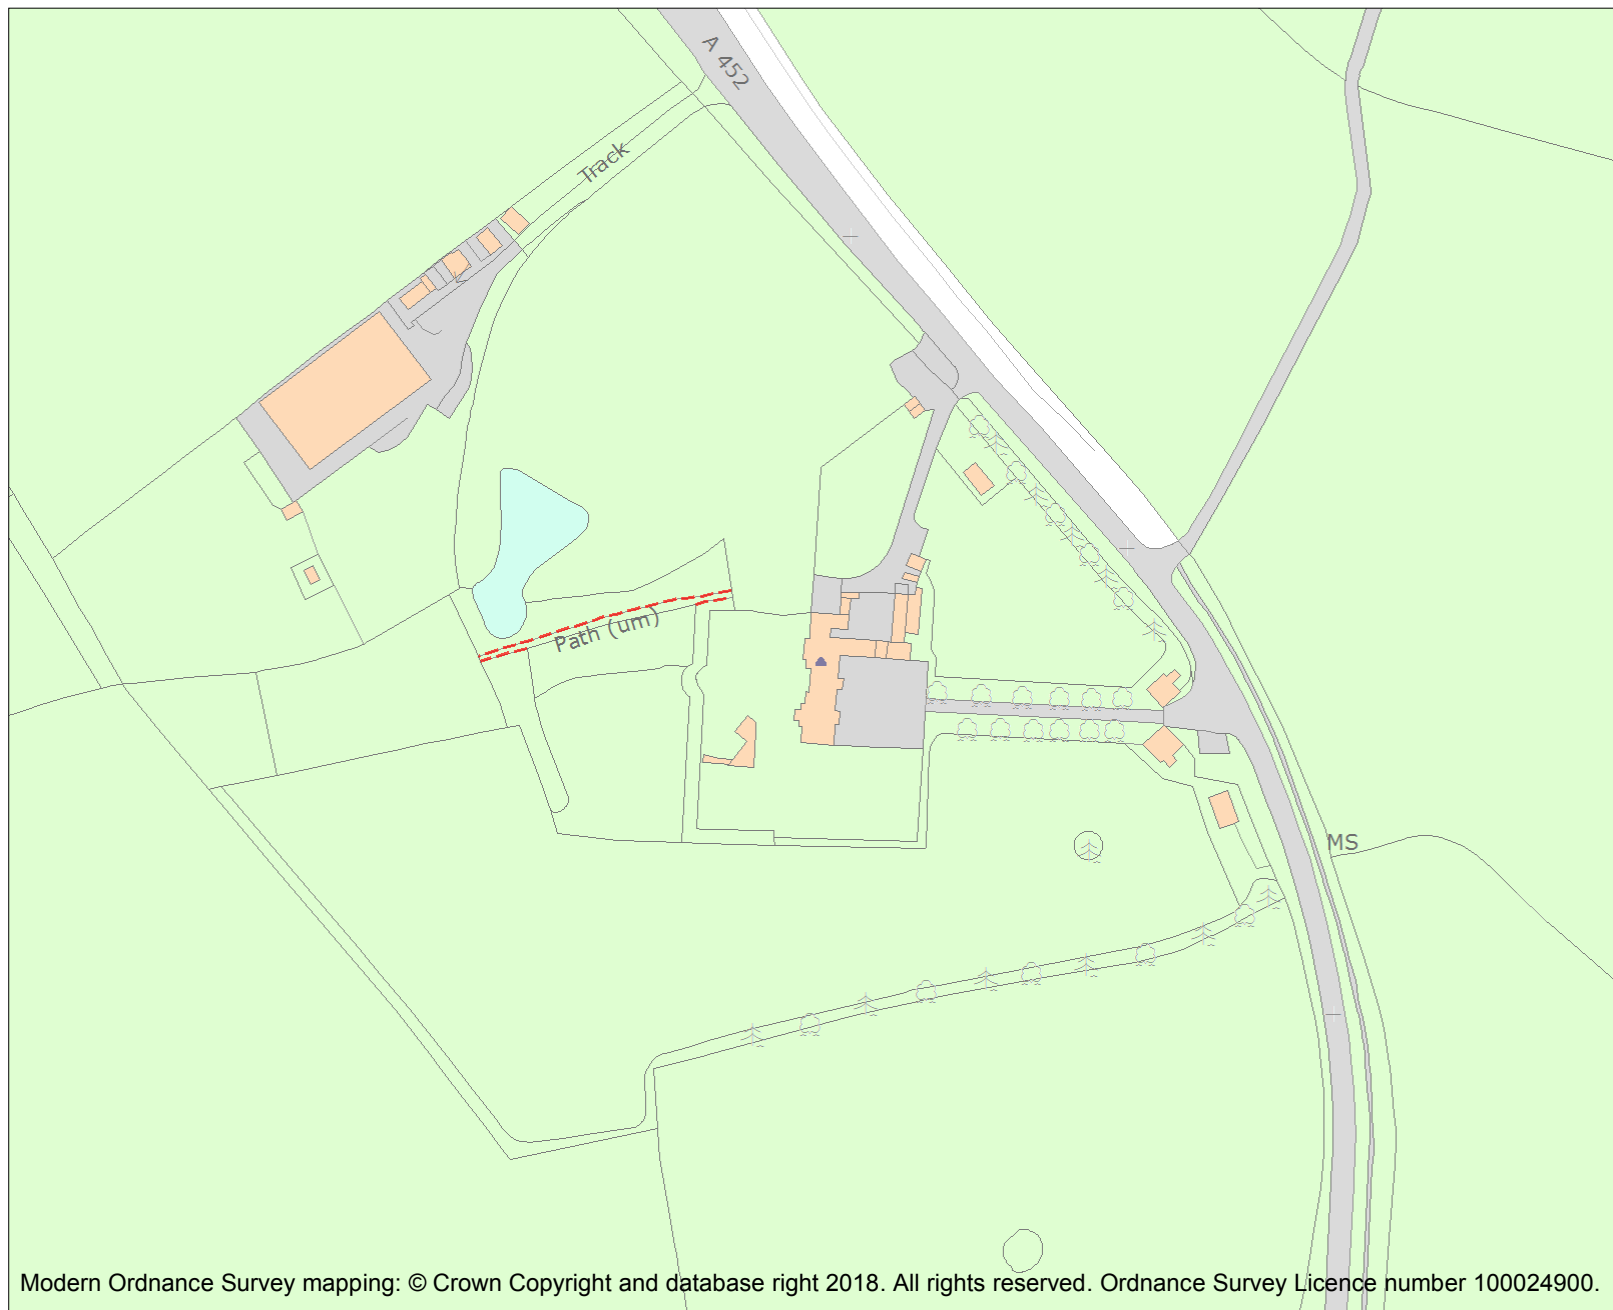 A 452
Track
Path (um)
MS
Modern Ordnance Survey mapping: © Crown Copyright and database right 2018. All rights reserved. Ordnance Survey Licence number 100024900.